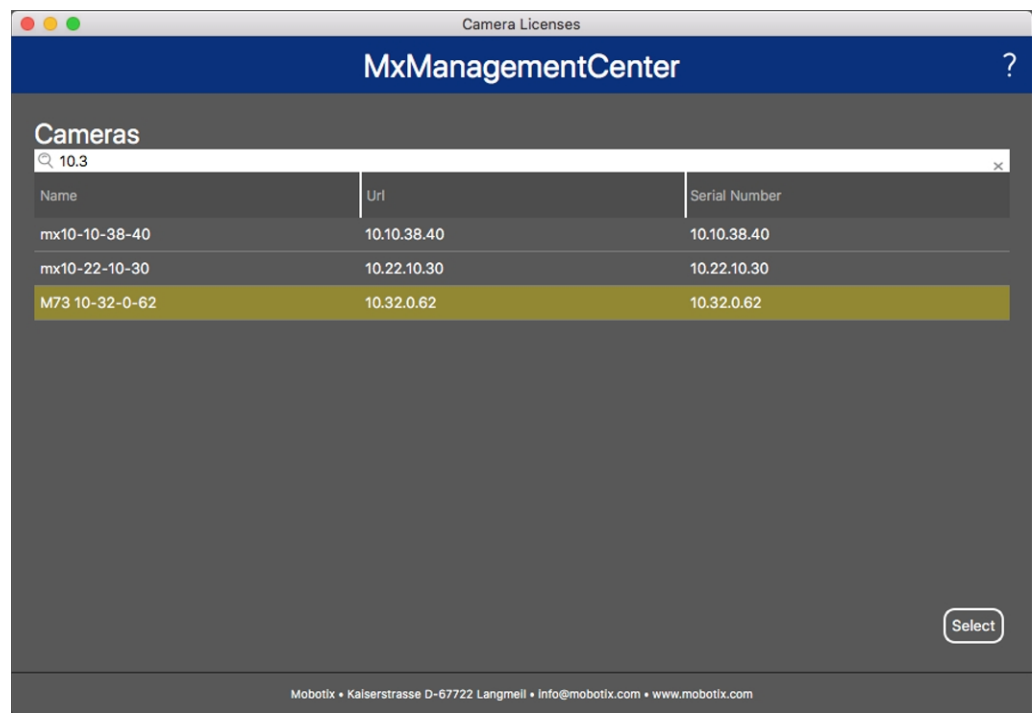 Camera Licenses
MxManagementCenter ?
Cameras
10.3 ×
Name Url Serial Number
mx10-10-38-40 10.10.38.40 10.10.38.40
mx10-22-10-30 10.22.10.30 10.22.10.30
M73 10-32-0-62 10.32.0.62 10.32.0.62
Select
Mobotix • Kaiserstrasse D-67722 Langmeil • info@mobotix.com • www.mobotix.com